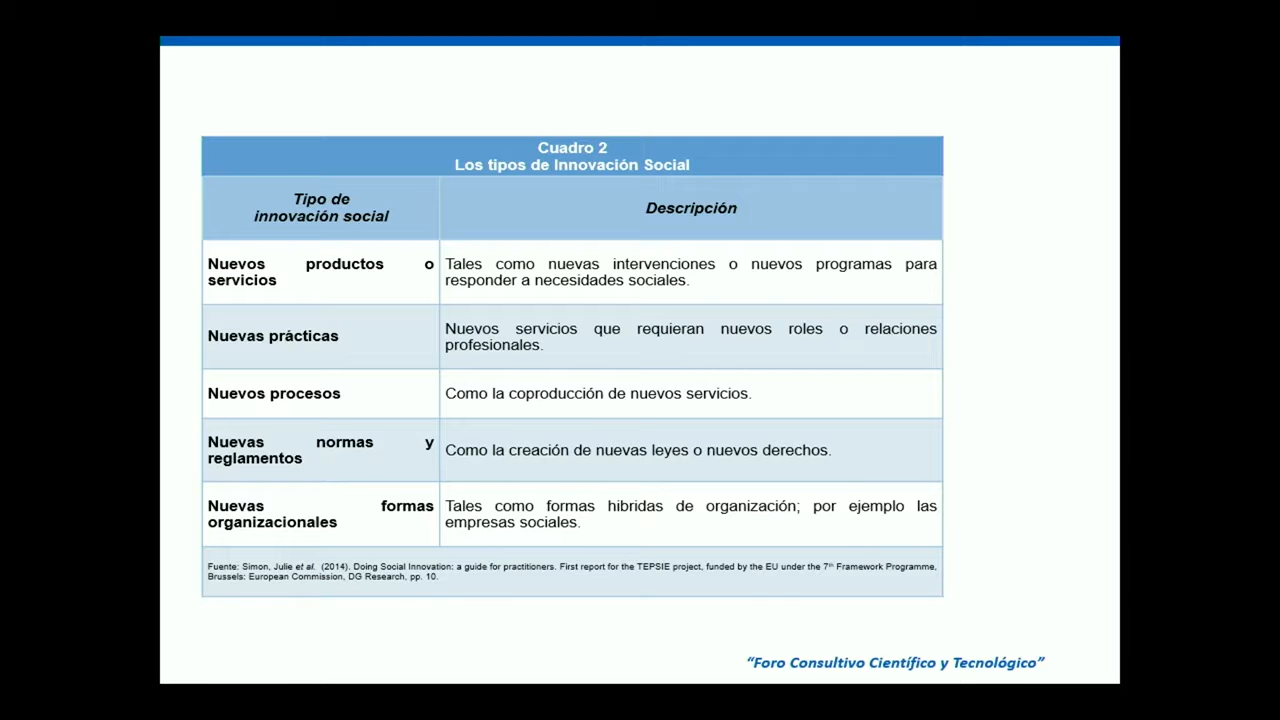 Cuadro 2
Los tipos de Innovación Social
Tipo de
innovación social
Descripción
Nuevos productos o
servicios
Tales como nuevas intervenciones o nuevos programas para
responder a necesidades sociales.
Nuevas prácticas
Nuevos servicios que requieran nuevos roles o relaciones
profesionales.
Nuevos procesos
Como la coproducción de nuevos servicios.
Nuevas normas y
reglamentos
Como la creación de nuevas leyes o nuevos derechos.
Nuevas formas
organizacionales
Tales como formas hibridas de organización; por ejemplo las
empresas sociales.
Fuente: Simon, Julie et al. (2014). Doing Social Innovation: a guide for practitioners. First report for the TEPSIE project, funded by the EU under the 7th Framework Programme,
Brussels: European Commission, DG Research, pp. 10.
“Foro Consultivo Científico y Tecnológico”